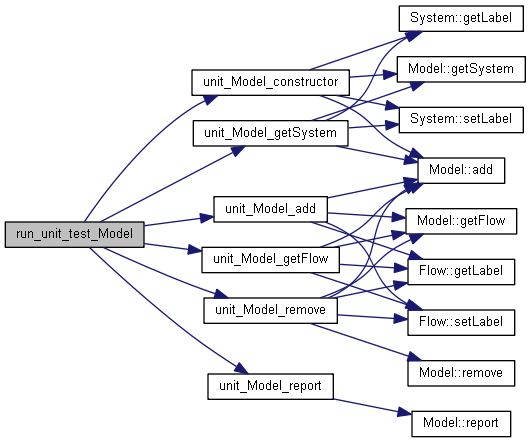 System::getLabel
Model::getSystem
unit_Model_constructor
System::setLabel
unit_Model_getSystem
Model::add
unit_Model_add
Model::getFlow
run_unit_test_Model
unit_Model_getFlow
Flow::getLabel
unit_Model_remove
Flow::setLabel
Model::remove
unit_Model_report
Model::report